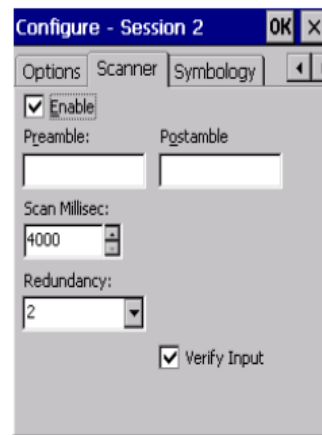 Configure - Session 2 OK ×
Options Scanner Symbology
Enable
Preamble: Postamble
Scan Millisec:
4000
Redundancy:
2
Verify Input